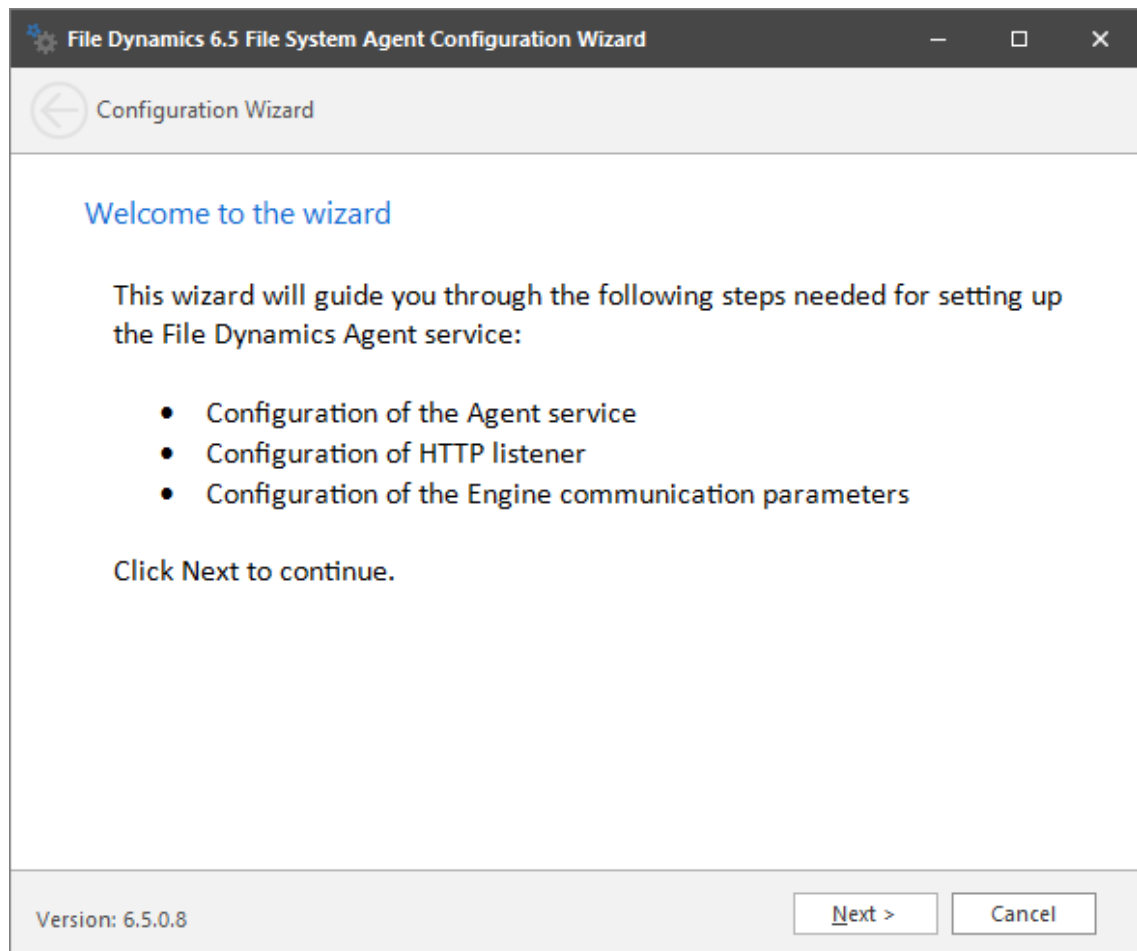 File Dynamics 6.5 File System Agent Configuration Wizard
Configuration Wizard
Welcome to the wizard
This wizard will guide you through the following steps needed for setting up
the File Dynamics Agent service:
• Configuration of the Agent service
• Configuration of HTTP listener
• Configuration of the Engine communication parameters
Click Next to continue.
Version: 6.5.0.8
Next >
Cancel